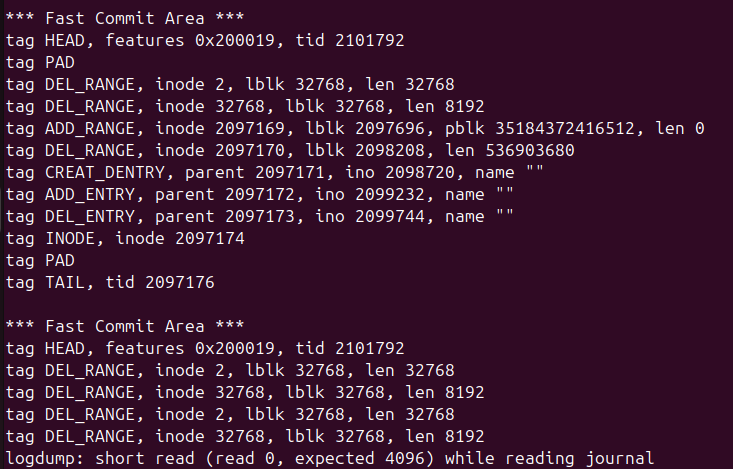 *** Fast Commit Area ***
tag HEAD, features 0x200019, tid 2101792
tag PAD
tag DEL_RANGE, inode 2, lblk 32768, len 32768
tag DEL_RANGE, inode 32768, lblk 32768, len 8192
tag ADD_RANGE, inode 2097169, lblk 2097696, pblk 35184372416512, len 0
tag DEL_RANGE, inode 2097170, lblk 2098208, len 536903680
tag CREAT_DENTRY, parent 2097171, ino 2098720, name ""
tag ADD_ENTRY, parent 2097172, ino 2099232, name ""
tag DEL_ENTRY, parent 2097173, ino 2099744, name ""
tag INODE, inode 2097174
tag PAD
tag TAIL, tid 2097176

*** Fast Commit Area ***
tag HEAD, features 0x200019, tid 2101792
tag DEL_RANGE, inode 2, lblk 32768, len 32768
tag DEL_RANGE, inode 32768, lblk 32768, len 8192
tag DEL_RANGE, inode 2, lblk 32768, len 32768
tag DEL_RANGE, inode 32768, lblk 32768, len 8192
logdump: short read (read 0, expected 4096) while reading journal